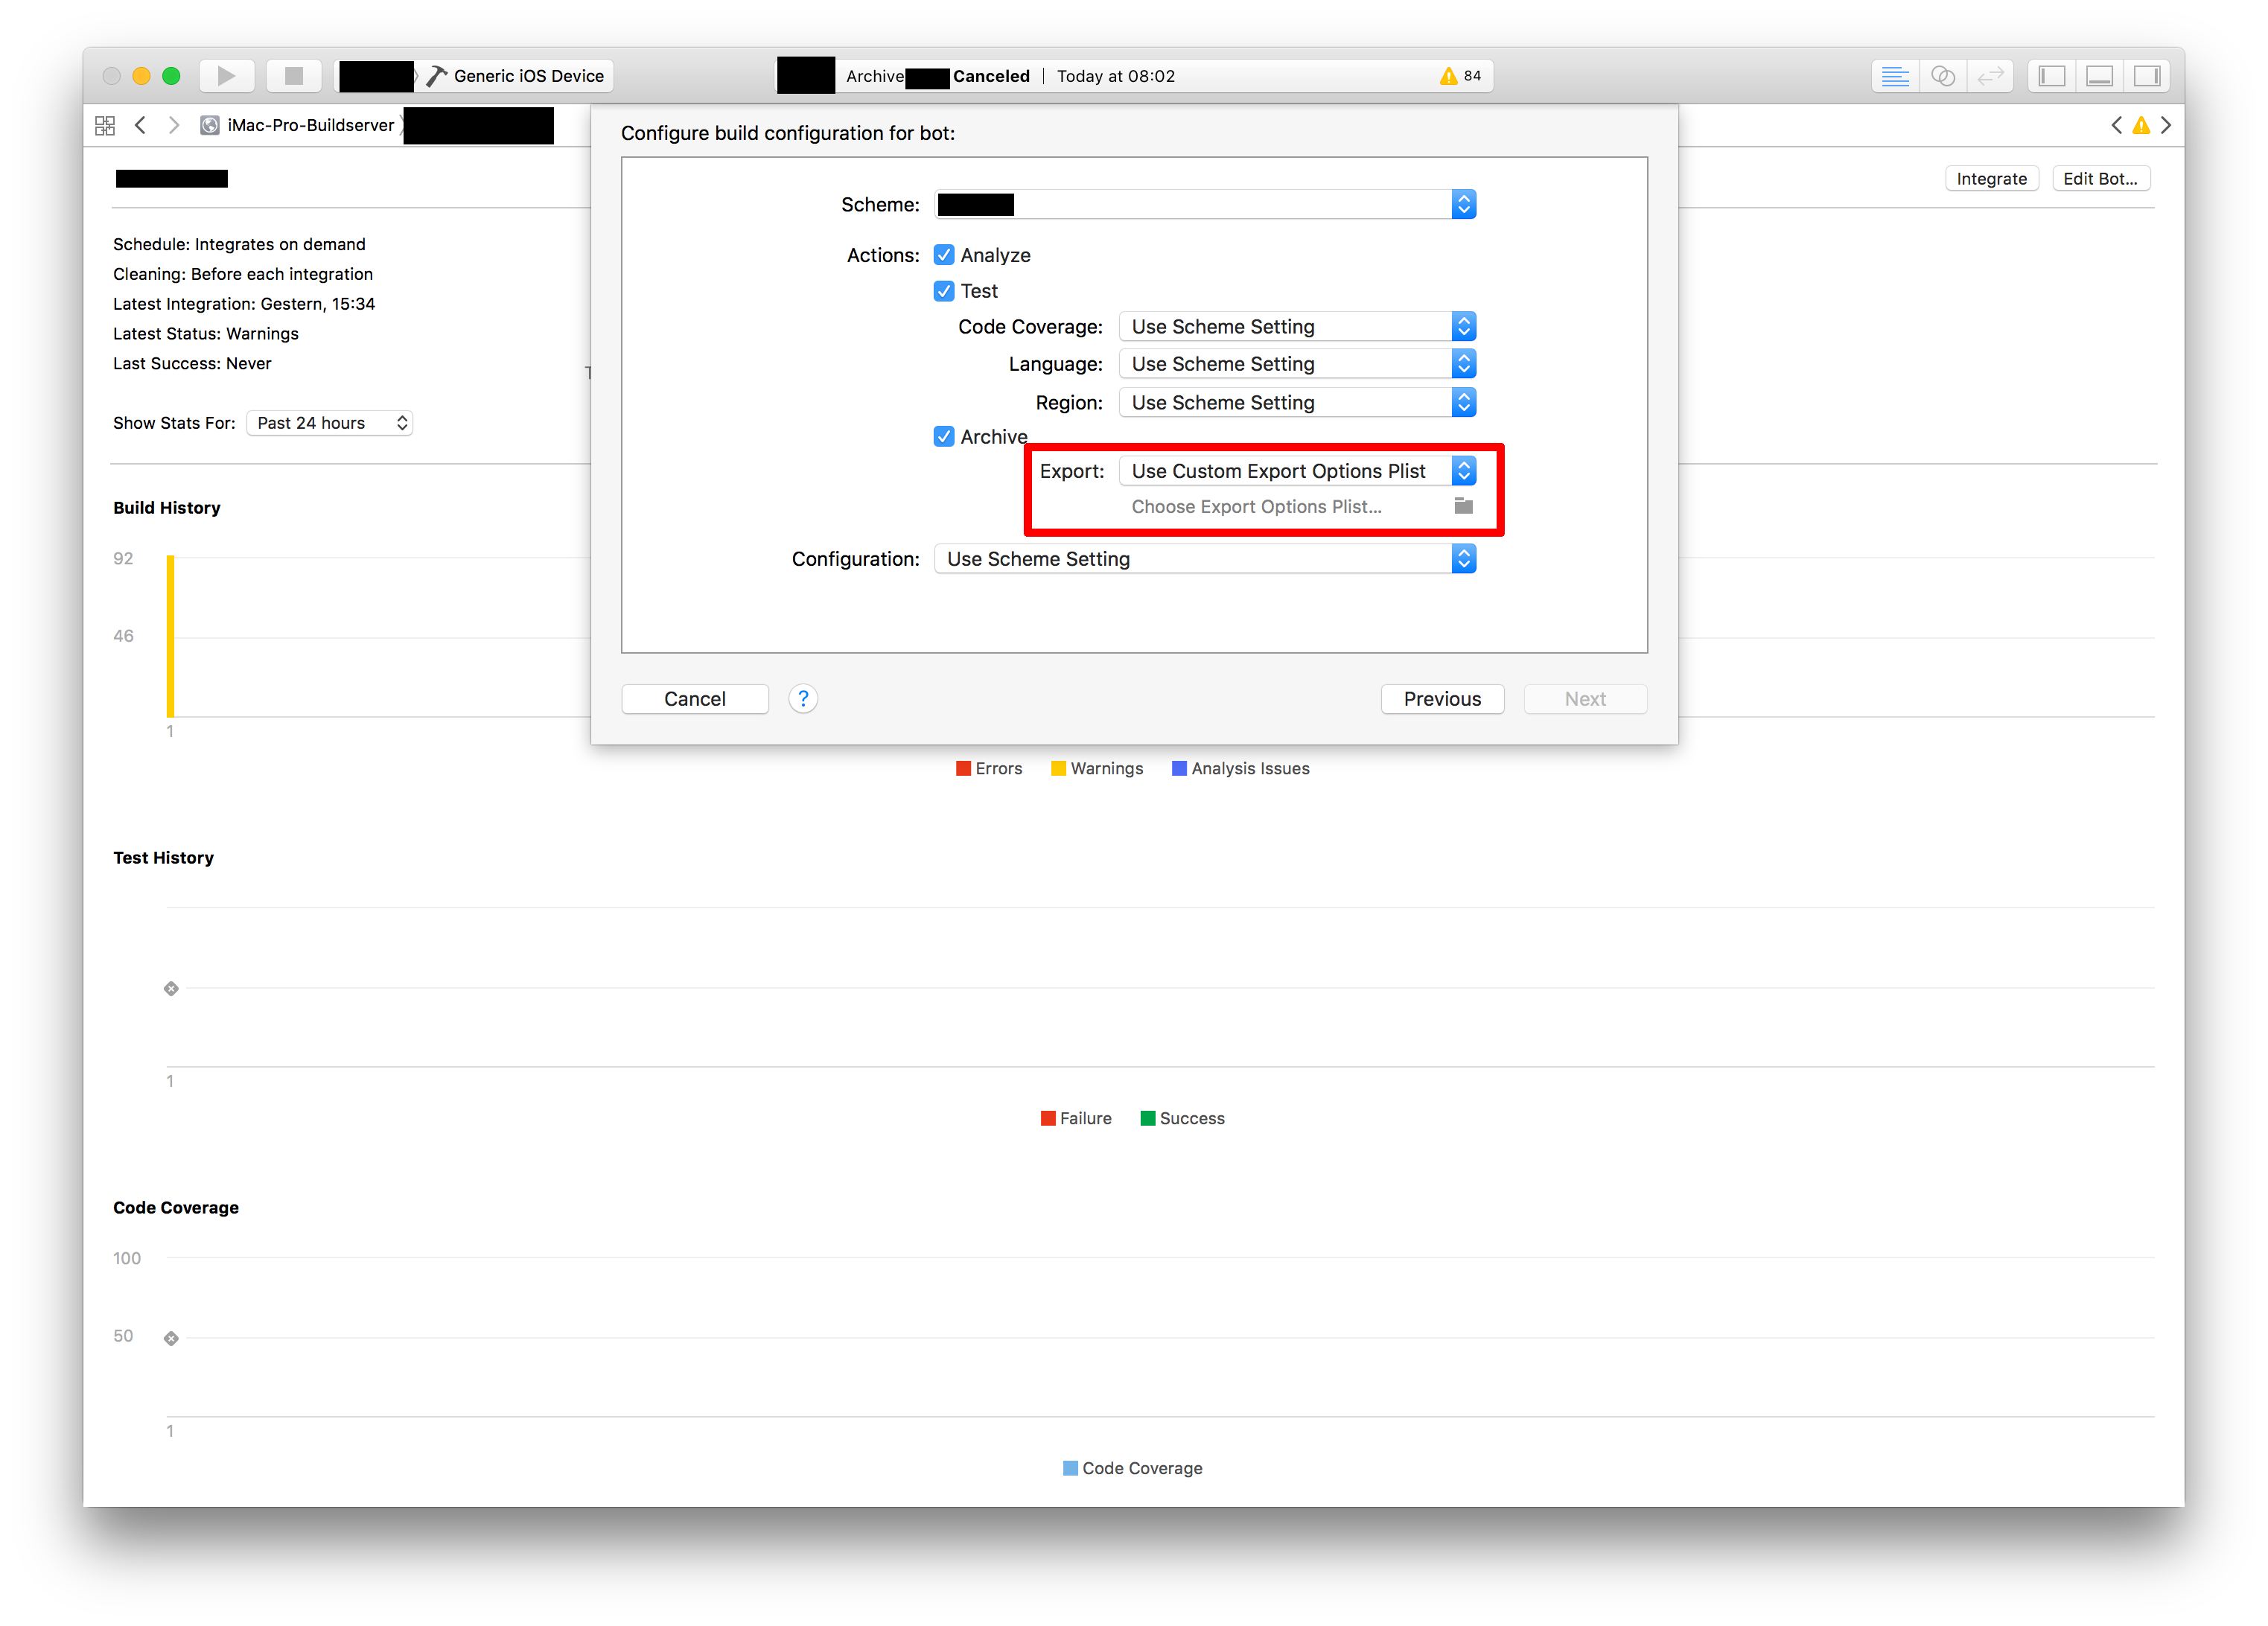 Generic iOS Device
Archive Canceled | Today at 08:02
84
iMac-Pro-Buildserver
Configure build configuration for bot:
Integrate
Edit Bot...
Scheme:
Actions: Analyze
Test
Code Coverage: Use Scheme Setting
Language: Use Scheme Setting
Region: Use Scheme Setting
Archive
Export: Use Custom Export Options Plist
Choose Export Options Plist...
Configuration: Use Scheme Setting
Cancel
?
Previous
Next
Schedule: Integrates on demand
Cleaning: Before each integration
Latest Integration: Gestern, 15:34
Latest Status: Warnings
Last Success: Never
Show Stats For: Past 24 hours
Build History
92
46
1
Errors Warnings Analysis Issues
Test History
1
Failure Success
Code Coverage
100
50
1
Code Coverage